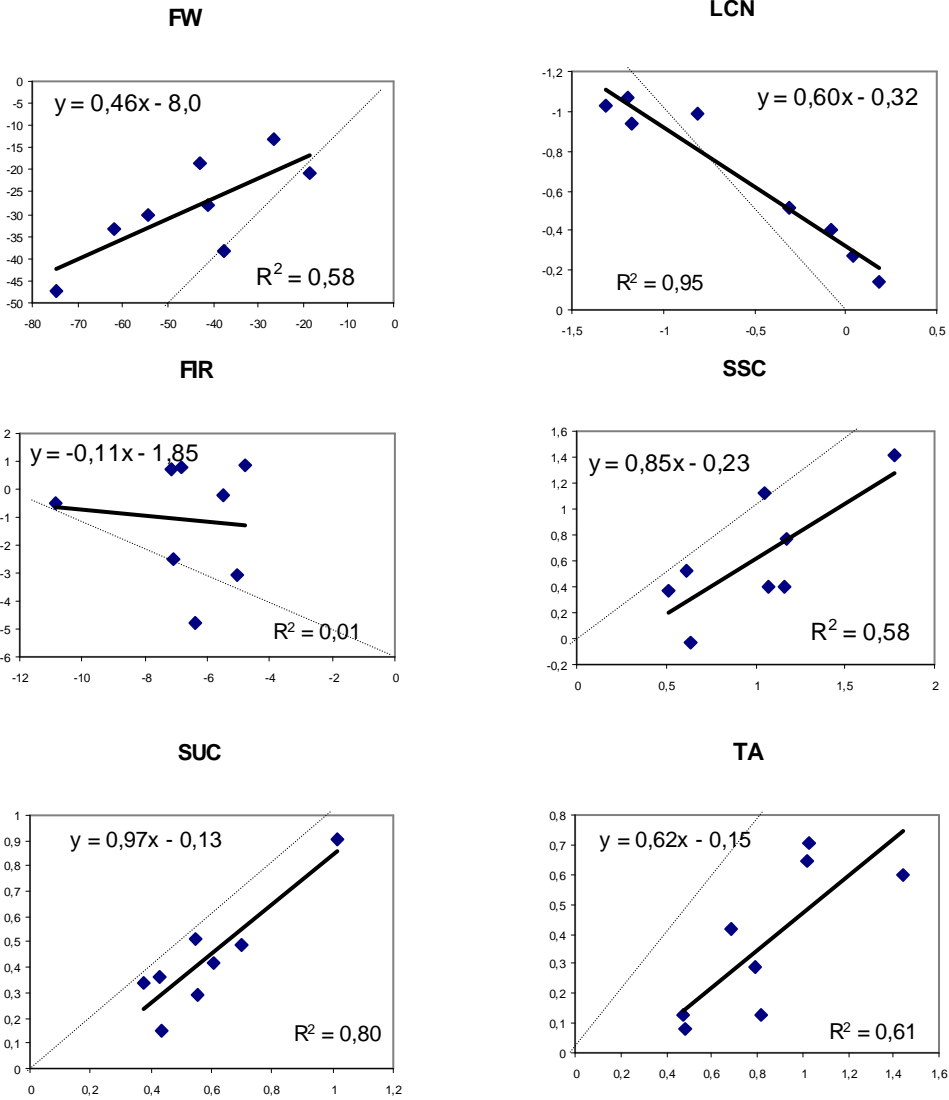 FW
y = 0,46x - 8,0
R² = 0,58
0
-5
-10
-15
-20
-25
-30
-35
-40
-45
-50
-80 -70 -60 -50 -40 -30 -20 -10 0
LCN
y = 0,60x - 0,32
R² = 0,95
-1,2
-1
-0,8
-0,6
-0,4
-0,2
0
-1,5 -1 -0,5 0 0,5
FIR
y = -0,11x - 1,85
R² = 0,01
2
1
0
-1
-2
-3
-4
-5
-6
-12 -10 -8 -6 -4 -2 0
SSC
y = 0,85x - 0,23
R² = 0,58
1,6
1,4
1,2
1
0,8
0,6
0,4
0,2
0
-0,2
0 0,5 1 1,5 2
SUC
y = 0,97x - 0,13
R² = 0,80
1
0,9
0,8
0,7
0,6
0,5
0,4
0,3
0,2
0,1
0
0 0,2 0,4 0,6 0,8 1 1,2
TA
y = 0,62x - 0,15
R² = 0,61
0,8
0,7
0,6
0,5
0,4
0,3
0,2
0,1
0
0 0,2 0,4 0,6 0,8 1 1,2 1,4 1,6